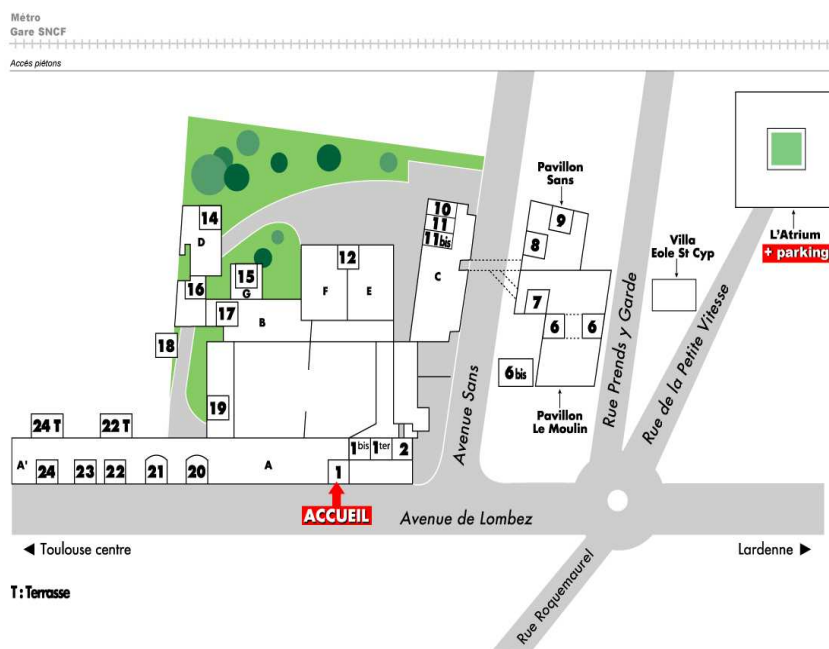 Métro
Gare SNCF
Accés piétons
Pavillon
Sans
10
11
11bis
14
D
9
8
L'Atrium
+ parking
Villa
Eole St Cyp
12
15
G
F
E
C
16
17
B
7
6
6
18
6bis
Avenue Sans
Rue Prends y Garde
Rue de la Petite Vitesse
Pavillon
Le Moulin
19
24 T
22 T
1bis
1ter
2
A'
24
23
22
21
20
A
1
ACCUEIL
Avenue de Lombez
Toulouse centre
Lardenne
T : Terrasse
Rue Roquemaurel